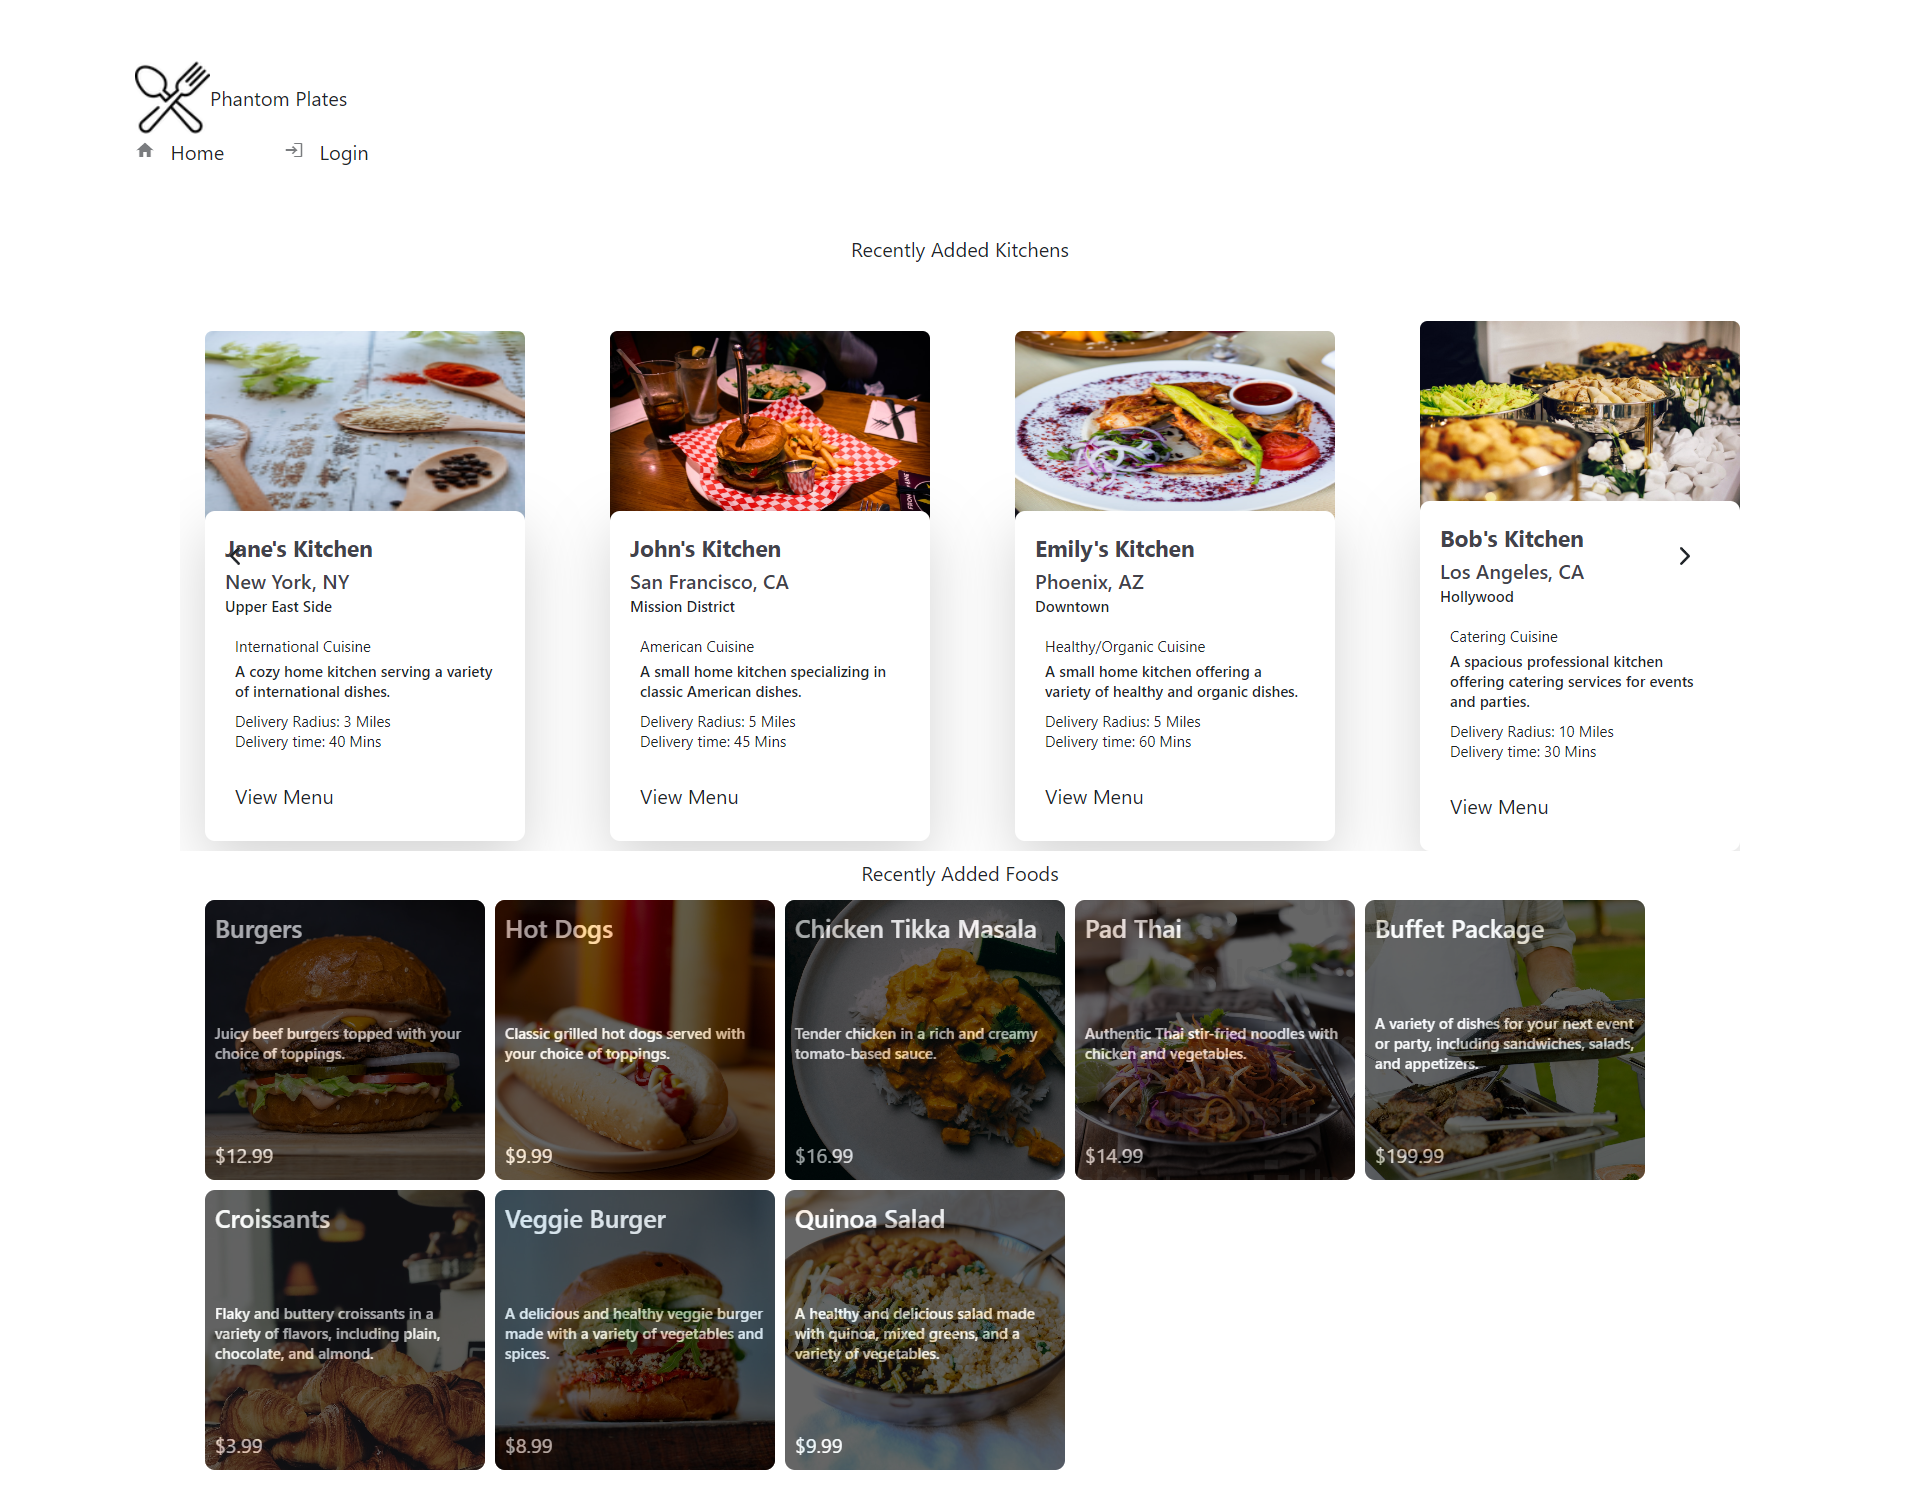 Phantom Plates
Home
Login
Recently Added Kitchens
Jane's Kitchen
New York, NY
Upper East Side
International Cuisine
A cozy home kitchen serving a variety
of international dishes.
Delivery Radius: 3 Miles
Delivery time: 40 Mins
View Menu
John's Kitchen
San Francisco, CA
Mission District
American Cuisine
A small home kitchen specializing in
classic American dishes.
Delivery Radius: 5 Miles
Delivery time: 45 Mins
View Menu
Emily's Kitchen
Phoenix, AZ
Downtown
Healthy/Organic Cuisine
A small home kitchen offering a
variety of healthy and organic dishes.
Delivery Radius: 5 Miles
Delivery time: 60 Mins
View Menu
Bob's Kitchen
Los Angeles, CA
Hollywood
Catering Cuisine
A spacious professional kitchen
offering catering services for events
and parties.
Delivery Radius: 10 Miles
Delivery time: 30 Mins
View Menu
Recently Added Foods
Burgers
Juicy beef burgers topped with your
choice of toppings.
$12.99
Hot Dogs
Classic grilled hot dogs served with
your choice of toppings.
$9.99
Chicken Tikka Masala
Tender chicken in a rich and creamy
tomato-based sauce.
$16.99
Pad Thai
Authentic Thai stir-fried noodles with
chicken and vegetables.
$14.99
Buffet Package
A variety of dishes for your next event
or party, including sandwiches, salads,
and appetizers.
$199.99
Croissants
Flaky and buttery croissants in a
variety of flavors, including plain,
chocolate, and almond.
$3.99
Veggie Burger
A delicious and healthy veggie burger
made with a variety of vegetables and
spices.
$8.99
Quinoa Salad
A healthy and delicious salad made
with quinoa, mixed greens, and a
variety of vegetables.
$9.99